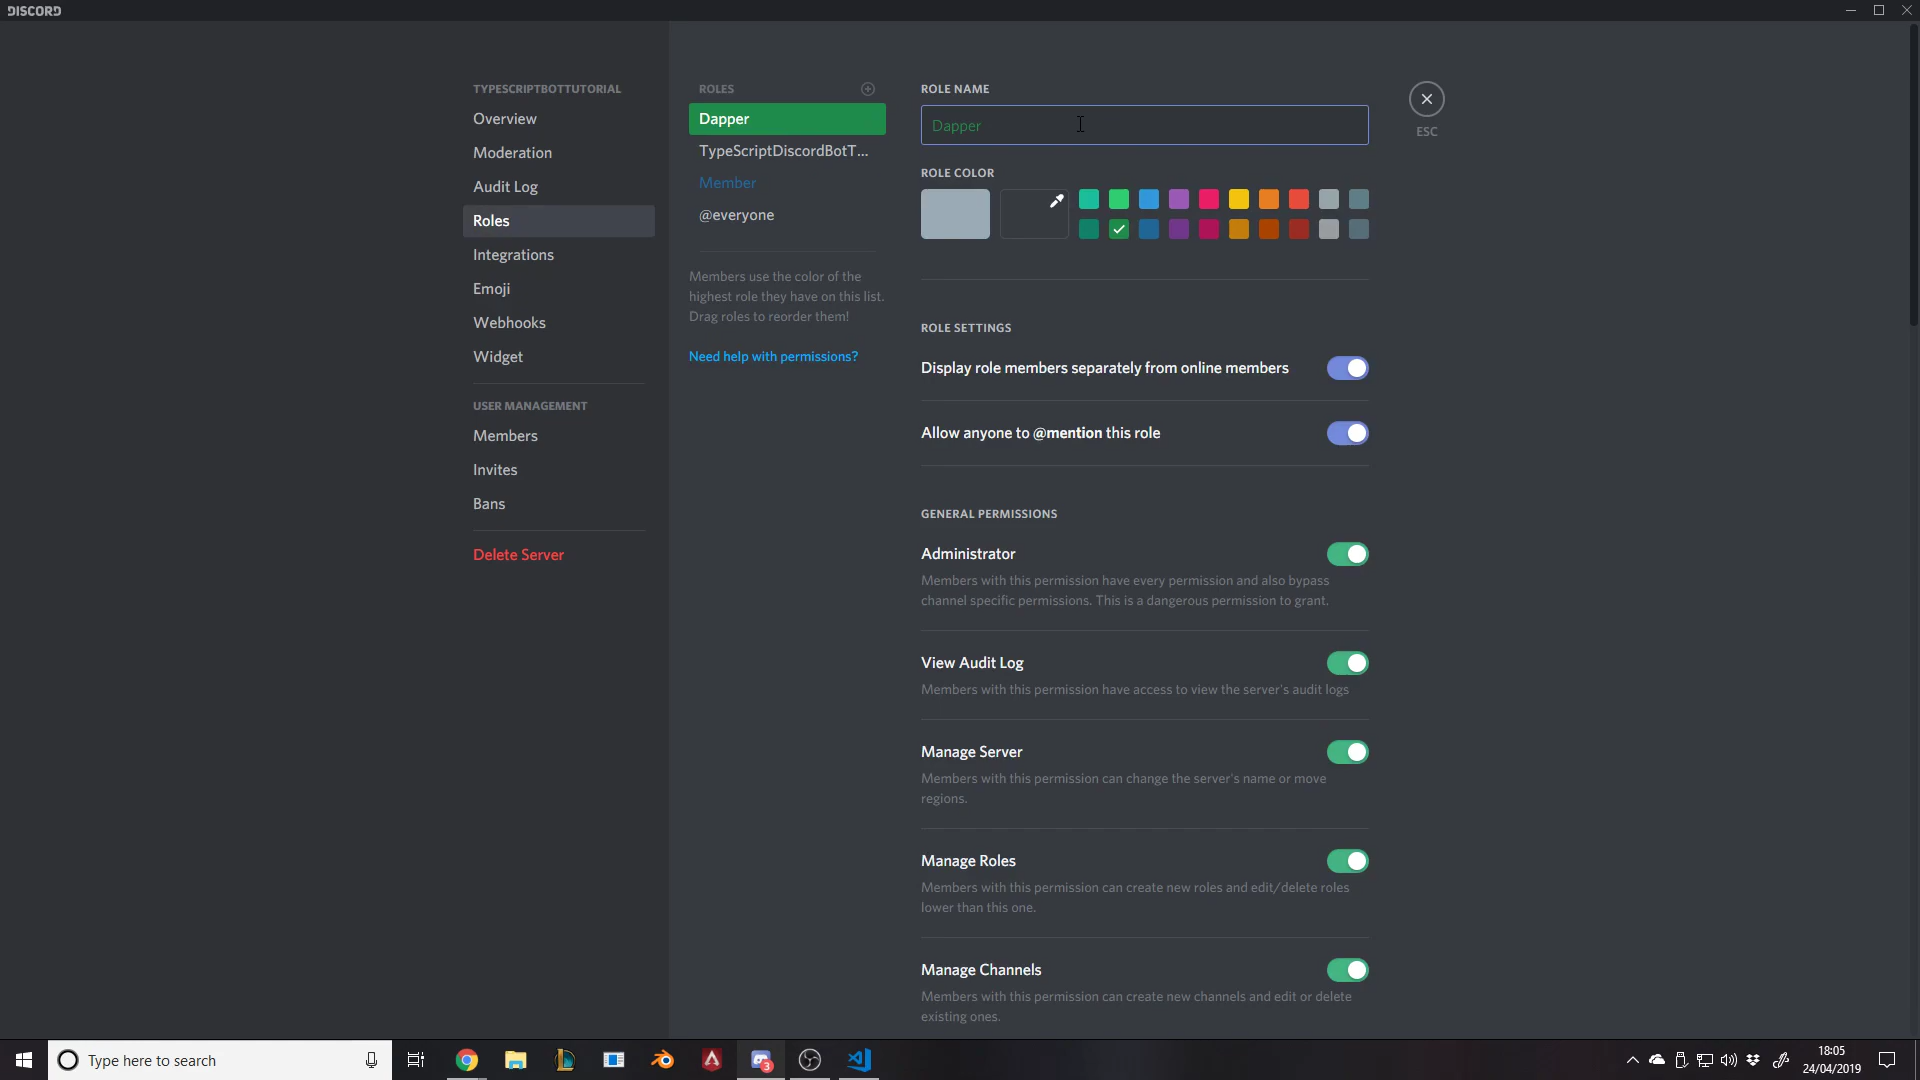 DISCORD
TYPESCRIPTBOTTUTORIAL
Overview
Moderation
Audit Log
Roles
Integrations
Emoji
Webhooks
Widget
USER MANAGEMENT
Members
Invites
Bans
Delete Server
ROLES
Dapper
TypeScriptDiscordBotT...
Member
@everyone
Members use the color of the
highest role they have on this list.
Drag roles to reorder them!
Need help with permissions?
ROLE NAME
Dapper
ROLE COLOR
ROLE SETTINGS
Display role members separately from online members
Allow anyone to @mention this role
GENERAL PERMISSIONS
Administrator
Members with this permission have every permission and also bypass
channel specific permissions. This is a dangerous permission to grant.
View Audit Log
Members with this permission have access to view the server's audit logs
Manage Server
Members with this permission can change the server's name or move
regions.
Manage Roles
Members with this permission can create new roles and edit/delete roles
lower than this one.
Manage Channels
Members with this permission can create new channels and edit or delete
existing ones.
ESC
Type here to search
3
18:05
24/04/2019